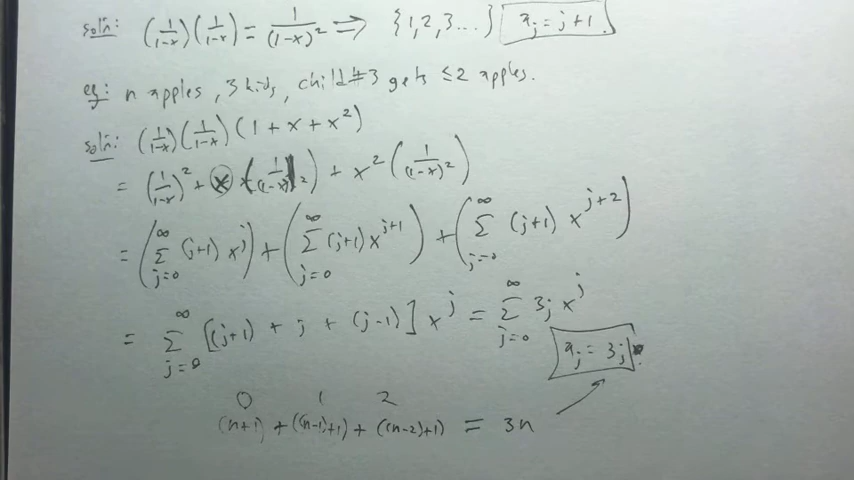 soln: (1/1-x)(1/1-x) = 1/(1-x)² ⟹ {1,2,3...} a_j = j+1
eg: n apples, 3 kids, child #3 gets ≤2 apples.
soln: (1/1-x)(1/1-x)(1+x+x²)
= (1/1-x)² + x (1/(1-x)²) + x² (1/(1-x)²)
= (∞∑j=0 (j+1) x^j) + (∞∑j=0 (j+1) x^j+1) + (∞∑j=0 (j+1) x^j+2)
= ∞∑j=0 [(j+1) + j + (j-1)] x^j = ∞∑j=0 3j x^j
a_j = 3j
0 1 2
(n+1) + ((n-1)+1) + ((n-2)+1) = 3n